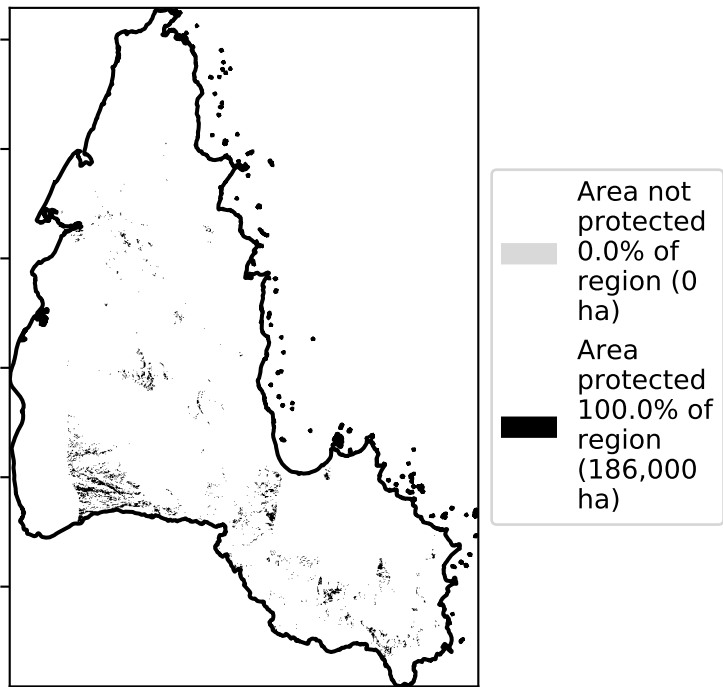 Area not
protected
0.0% of
region (0
ha)
Area
protected
100.0% of
region
(186,000
ha)